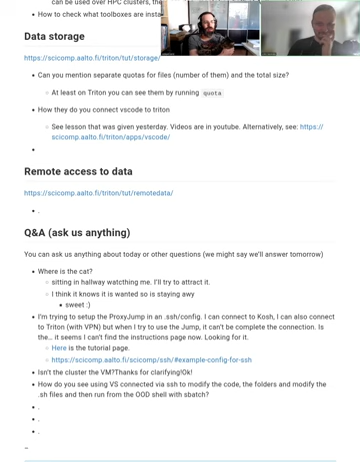 can be used over HPC clusters, the
How to check what toolboxes are insta
Data storage
https://scicomp.aalto.fi/triton/tut/storage/
Can you mention separate quotas for files (number of them) and the total size?
At least on Triton you can see them by running quota
How they do you connect vscode to triton
See lesson that was given yesterday. Videos are in youtube. Alternatively, see: https://
scicomp.aalto.fi/triton/apps/vscode/
Remote access to data
https://scicomp.aalto.fi/triton/tut/remotedata/
.
Q&A (ask us anything)
You can ask us anything about today or other questions (we might say we'll answer tomorrow)
Where is the cat?
sitting in hallway watcthing me. I'll try to attract it.
I think it knows it is wanted so is staying awy
sweet :)
I'm trying to setup the ProxyJump in an .ssh/config. I can connect to Kosh, I can also connect
to Triton (with VPN) but when I try to use the Jump, it can't be complete the connection. Is
the... it seems I can't find the instructions page now. Looking for it.
Here is the tutorial page.
https://scicomp.aalto.fi/scicomp/ssh/#example-config-for-ssh
Isn't the cluster the VM?Thanks for clarifying!Ok!
How do you see using VS connected via ssh to modify the code, the folders and modify the
.sh files and then run from the OOD shell with sbatch?
.
.
.
–